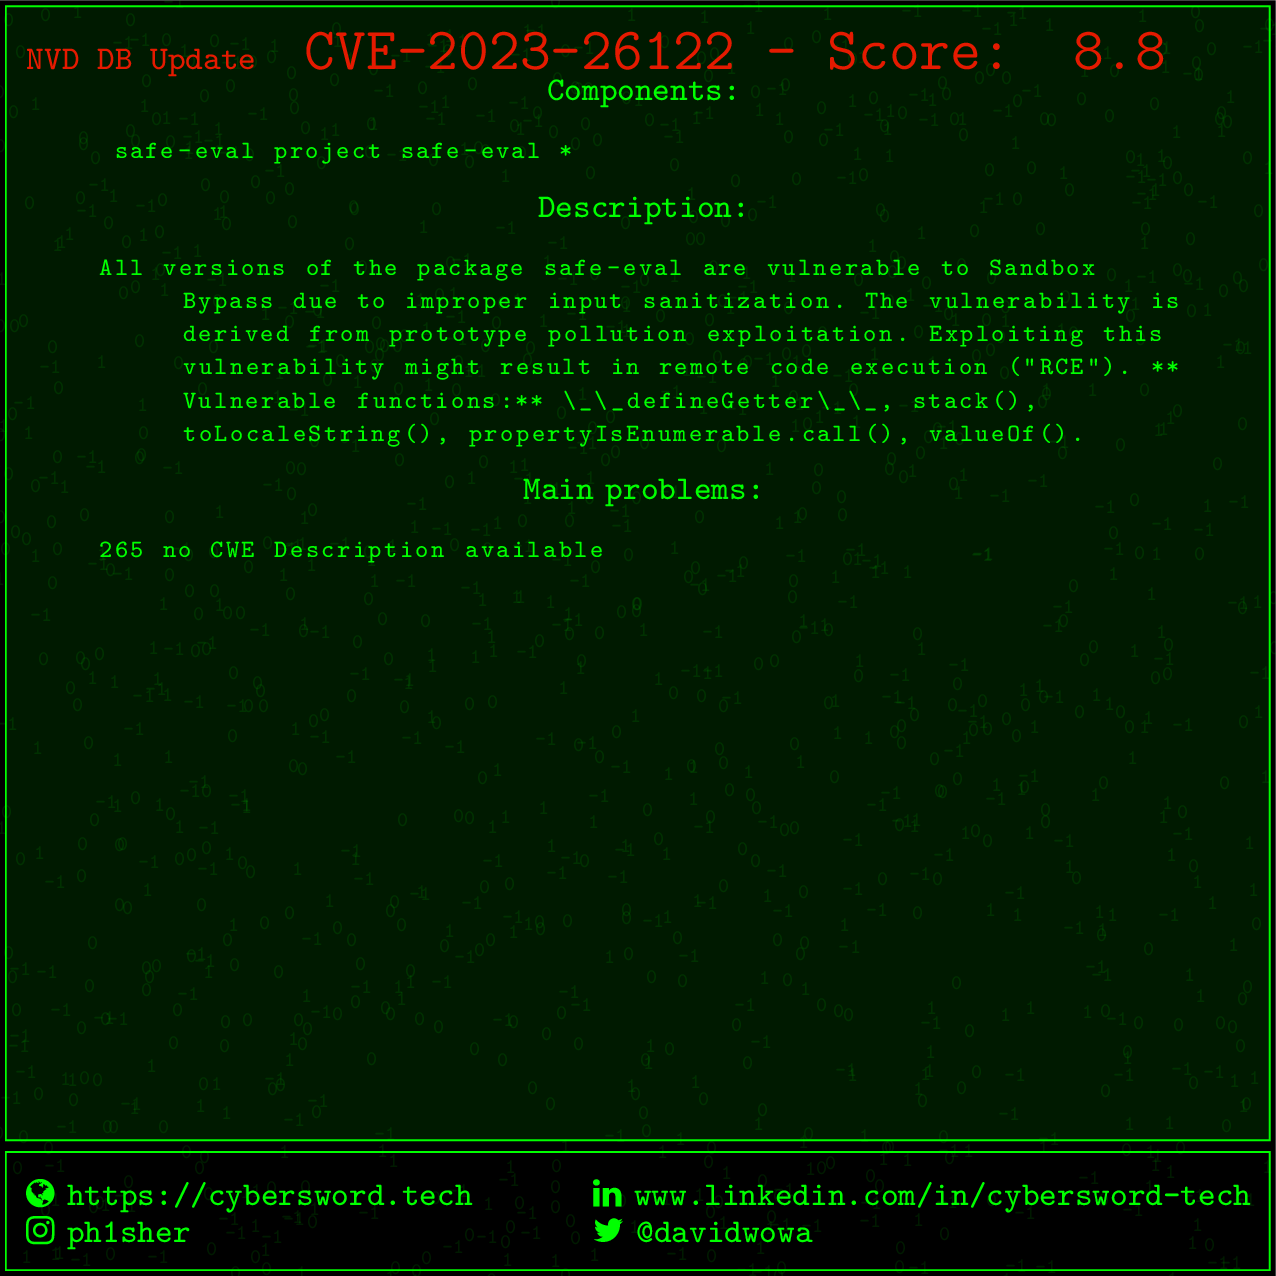 NVD DB Update CVE-2023-26122 - Score: 8.8
Components:
safe-eval project safe-eval *
Description:
All versions of the package safe-eval are vulnerable to Sandbox
Bypass due to improper input sanitization. The vulnerability is
derived from prototype pollution exploitation. Exploiting this
vulnerability might result in remote code execution ("RCE"). **
Vulnerable functions:** \_\_defineGetter\_\_, stack(),
toLocaleString(), propertyIsEnumerable.call(), valueOf().
Main problems:
265 no CWE Description available
https://cybersword.tech www.linkedin.com/in/cybersword-tech
ph1sher @davidwowa